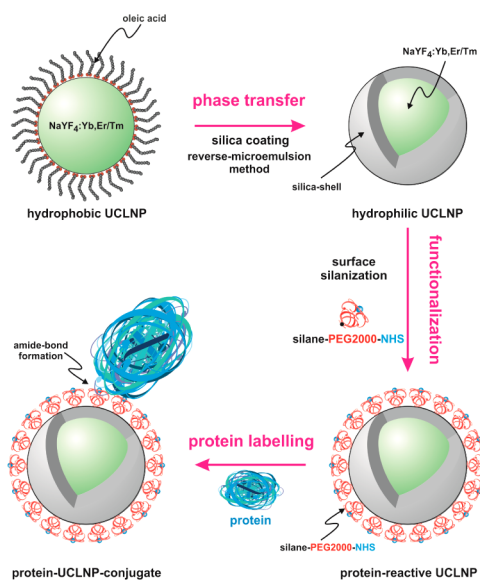 oleic acid
NaYF4:Yb,Er/Tm
hydrophobic UCLNP
phase transfer
silica coating
reverse-microemulsion
method
NaYF4:Yb,Er/Tm
silica-shell
hydrophilic UCLNP
functionalization
surface
silanization
silane-PEG2000-NHS
amide-bond
formation
protein labelling
protein
silane-PEG2000-NHS
protein-UCLNP-conjugate
protein-reactive UCLNP